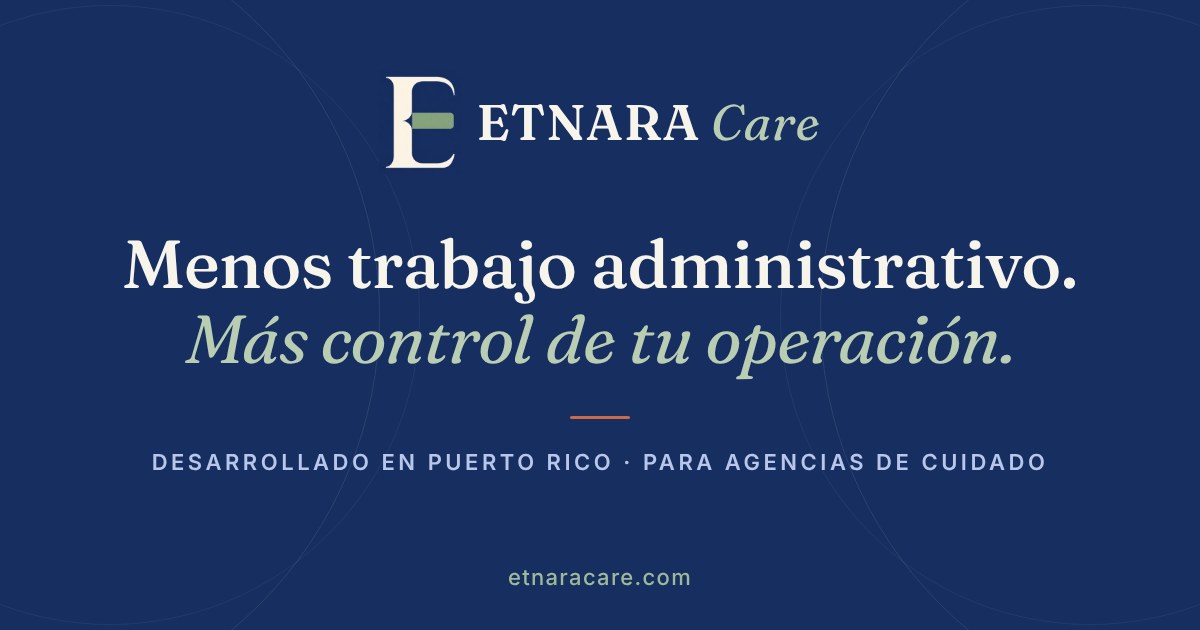 ETNARA Care
Menos trabajo administrativo.
Más control de tu operación.
DESARROLLADO EN PUERTO RICO · PARA AGENCIAS DE CUIDADO
etnaracare.com